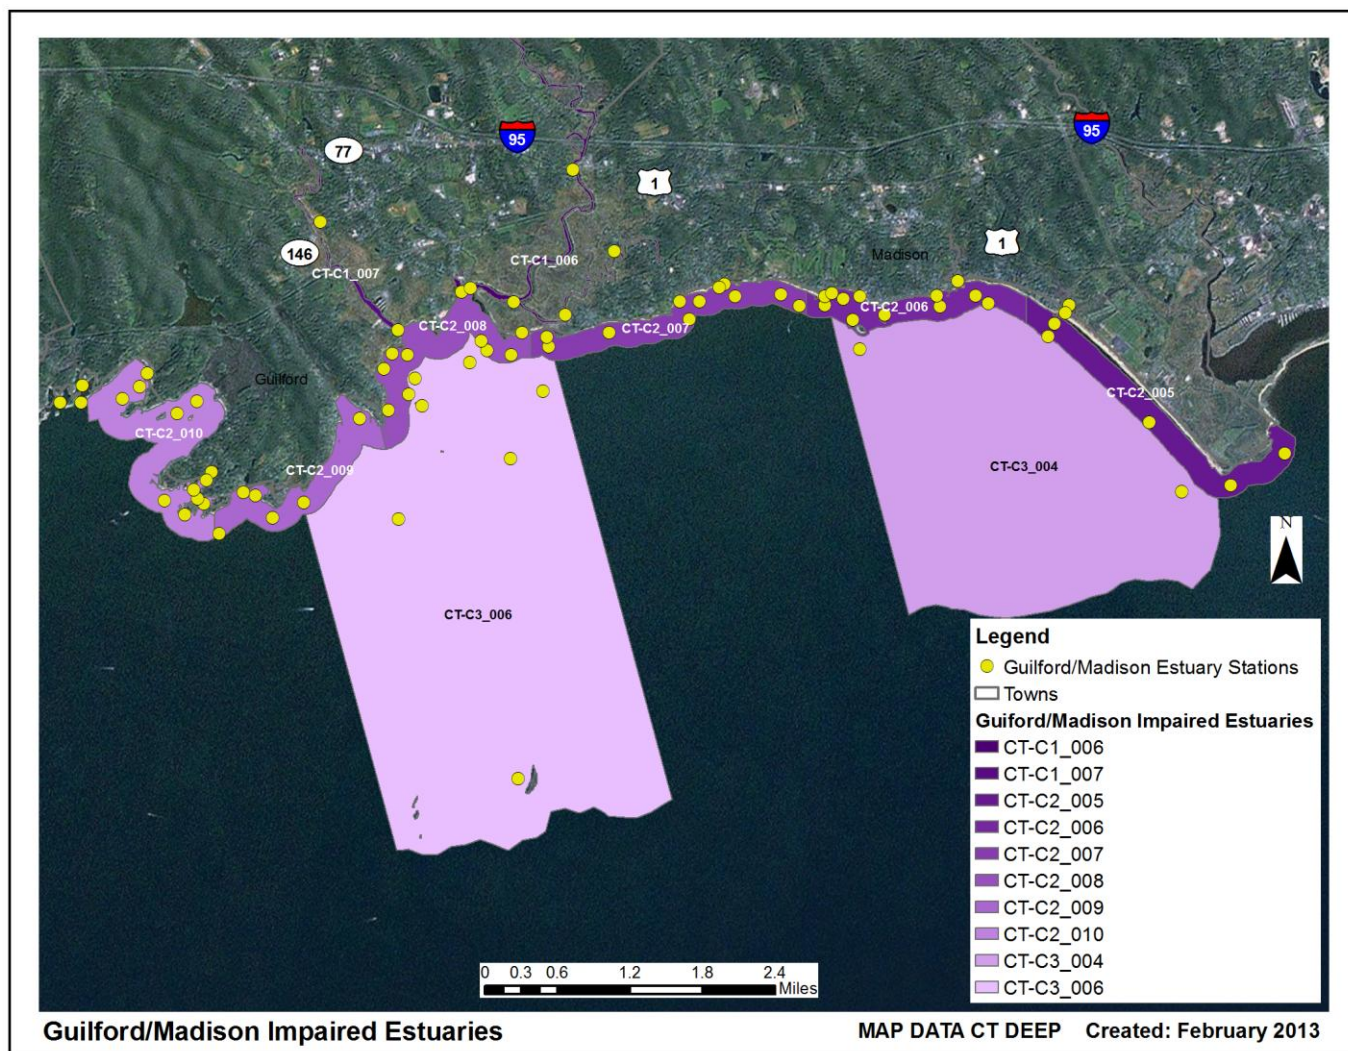 95
95
77
1
146
CT-C1_006
1
CT-C1_007
Madison
CT-C2_006
CT-C2_008
CT-C2_007
Guilford
CT-C2_005
CT-C2_010
CT-C2_009
CT-C3_004
N
CT-C3_006
Legend
Guilford/Madison Estuary Stations
Towns
Guiford/Madison Impaired Estuaries
CT-C1_006
CT-C1_007
CT-C2_005
CT-C2_006
CT-C2_007
CT-C2_008
CT-C2_009
CT-C2_010
CT-C3_004
CT-C3_006
0 0.3 0.6 1.2 1.8 2.4
Miles
Guilford/Madison Impaired Estuaries
MAP DATA CT DEEP Created: February 2013